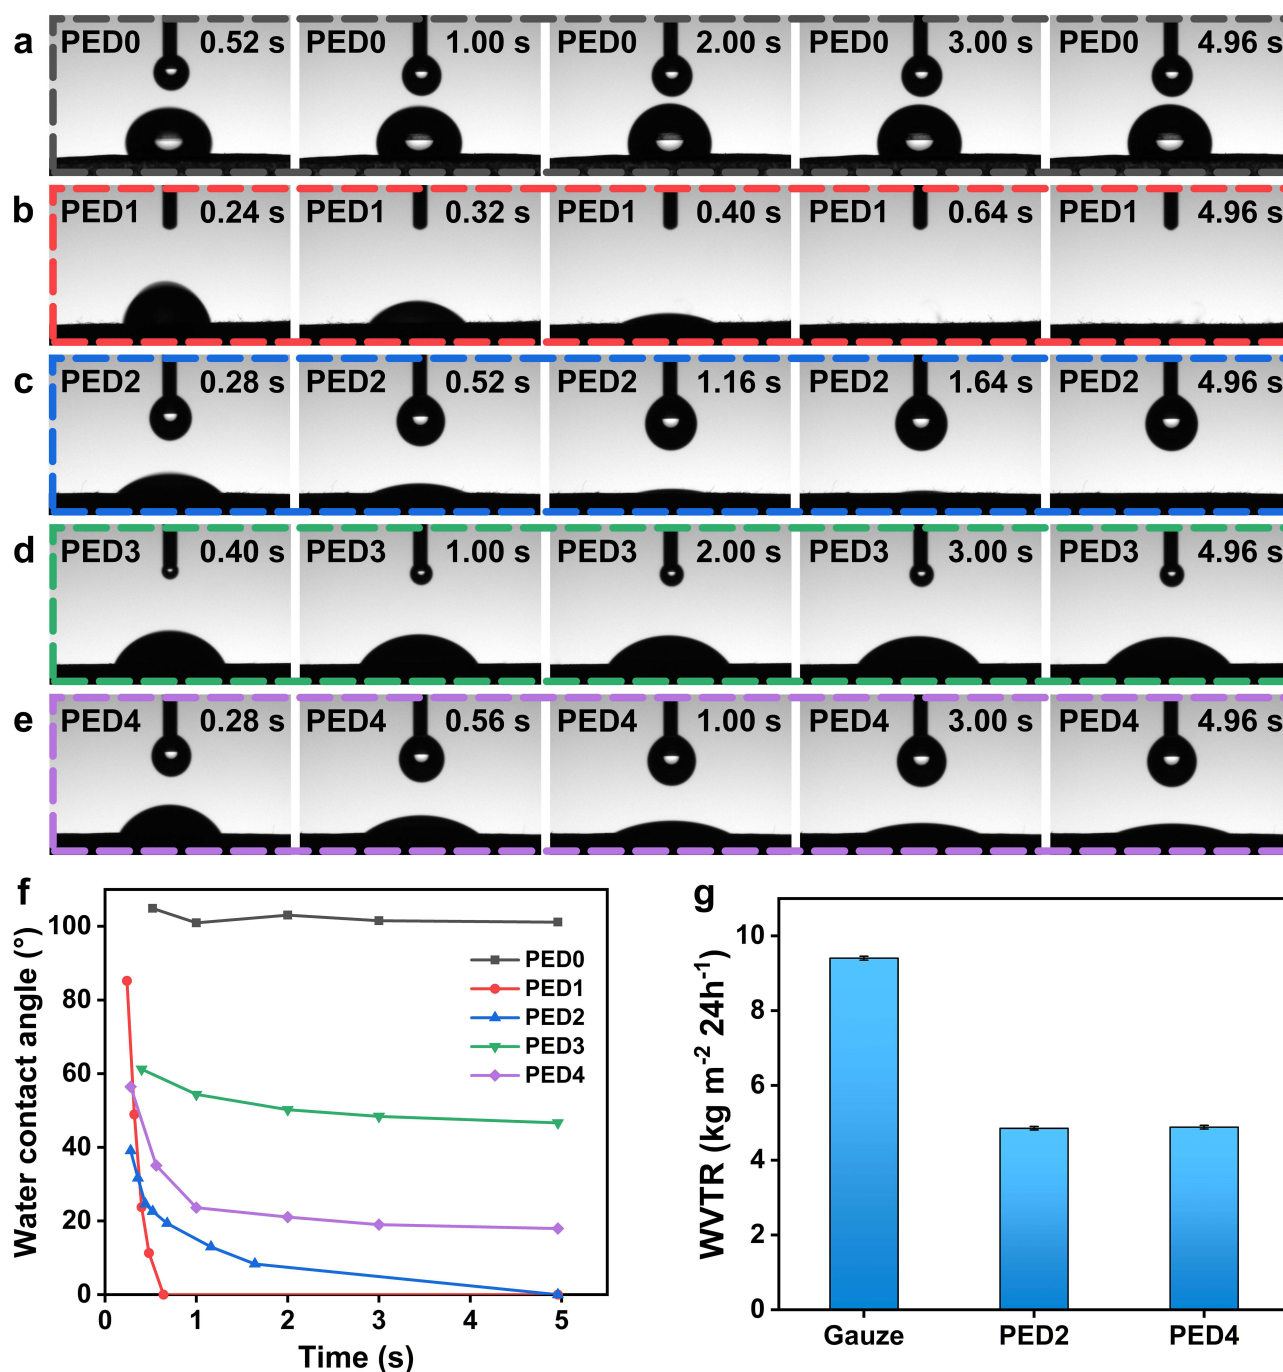 a
PED0 0.52 s PED0 1.00 s PED0 2.00 s PED0 3.00 s PED0 4.96 s
b
PED1 0.24 s PED1 0.32 s PED1 0.40 s PED1 0.64 s PED1 4.96 s
c
PED2 0.28 s PED2 0.52 s PED2 1.16 s PED2 1.64 s PED2 4.96 s
d
PED3 0.40 s PED3 1.00 s PED3 2.00 s PED3 3.00 s PED3 4.96 s
e
PED4 0.28 s PED4 0.56 s PED4 1.00 s PED4 3.00 s PED4 4.96 s
f
Water contact angle (°)
100
80
60
40
20
0
0 1 2 3 4 5
Time (s)
PED0
PED1
PED2
PED3
PED4
g
WVTR (kg m⁻² 24h⁻¹)
10
8
6
4
2
0
Gauze PED2 PED4